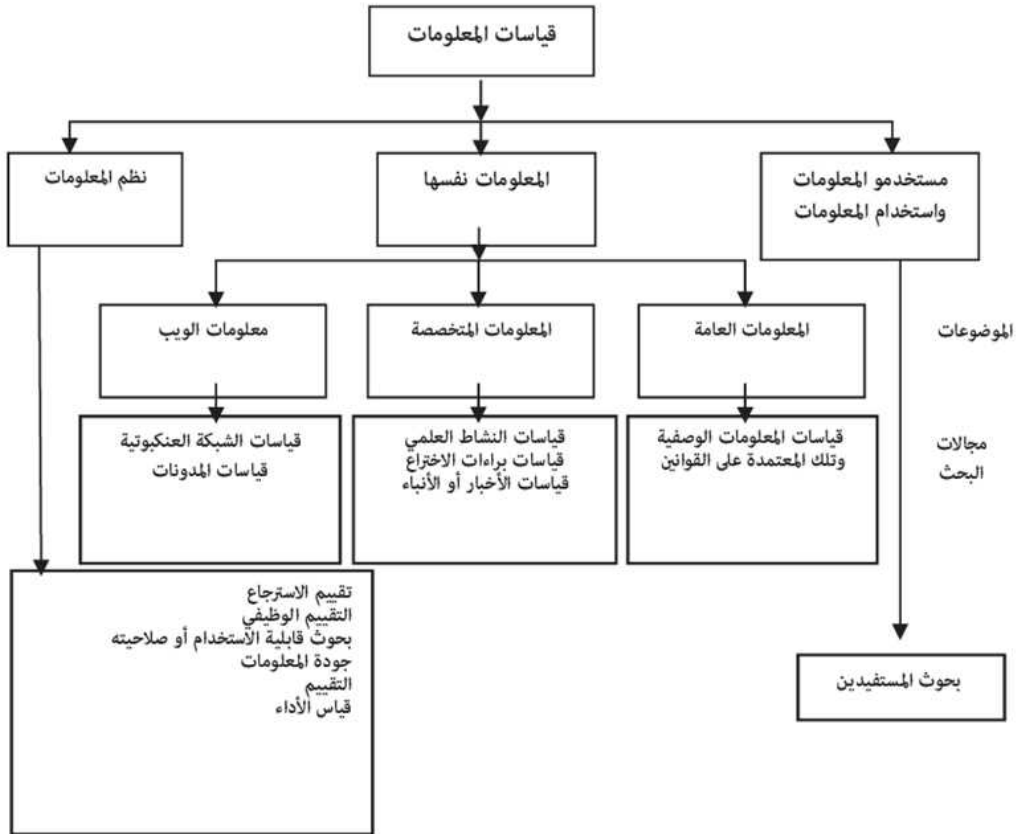 قياسات المعلومات
مستخدمو المعلومات
واستخدام المعلومات
المعلومات نفسها
نظم المعلومات
الموضوعات
المعلومات العامة
المعلومات المتخصصة
معلومات الويب
مجالات
البحث
قياسات المعلومات الوصفية
وتلك المعتمدة على القوانين
قياسات النشاط العلمي
قياسات براءات الاختراع
قياسات الأخبار أو الأنباء
قياسات الشبكة العنكبوتية
قياسات المدونات
بحوث المستفيدين
تقييم الاسترجاع
التقييم الوظيفي
بحوث قابلية الاستخدام أو صلاحيته
جودة المعلومات
التقييم
قياس الأداء